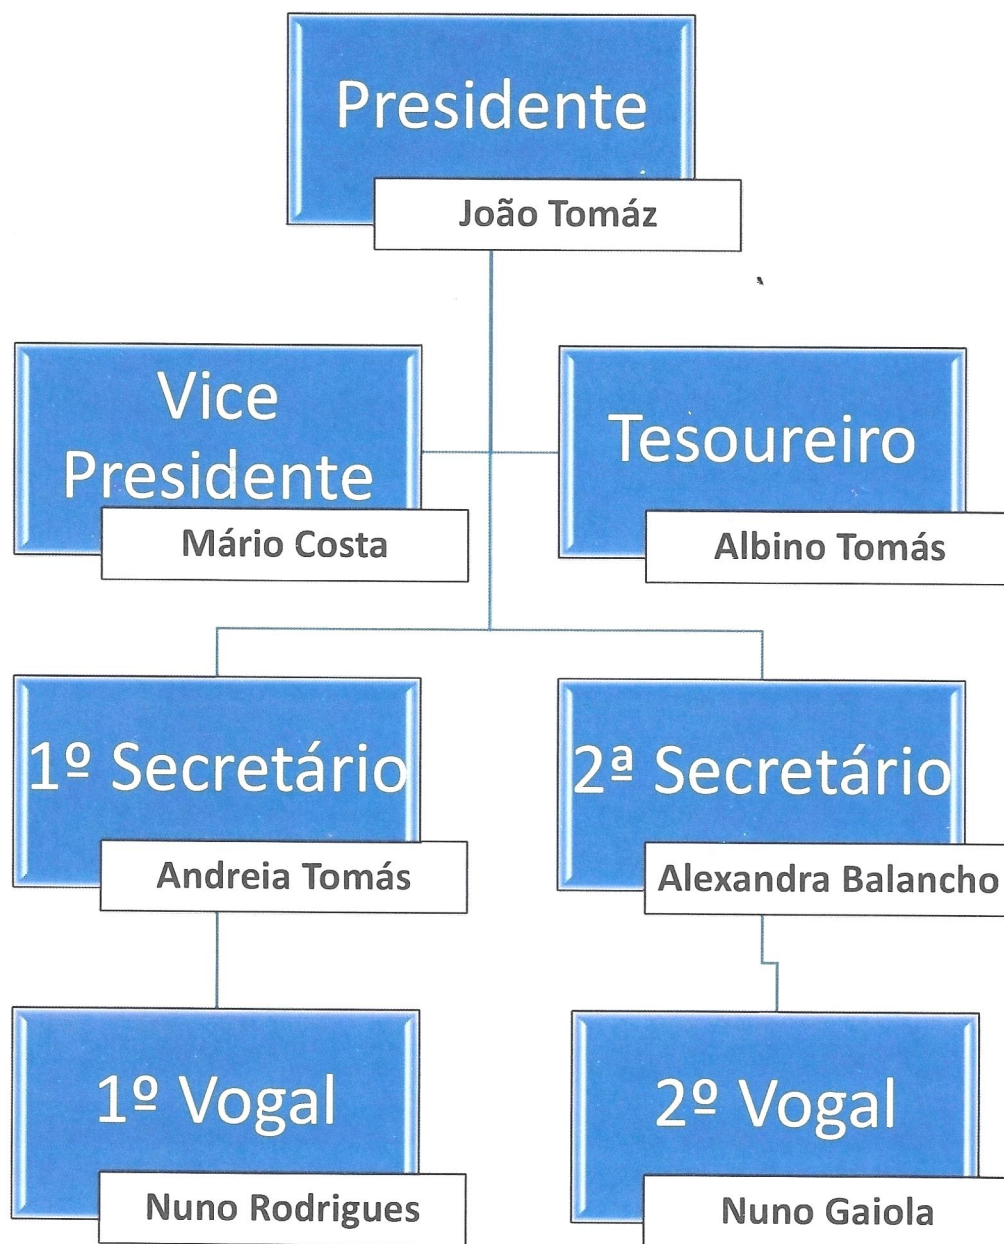 Presidente
João Tomáz
Vice
Presidente
Mário Costa
Tesoureiro
Albino Tomás
1º Secretário
Andreia Tomás
2ª Secretário
Alexandra Balancho
1º Vogal
Nuno Rodrigues
2º Vogal
Nuno Gaiola